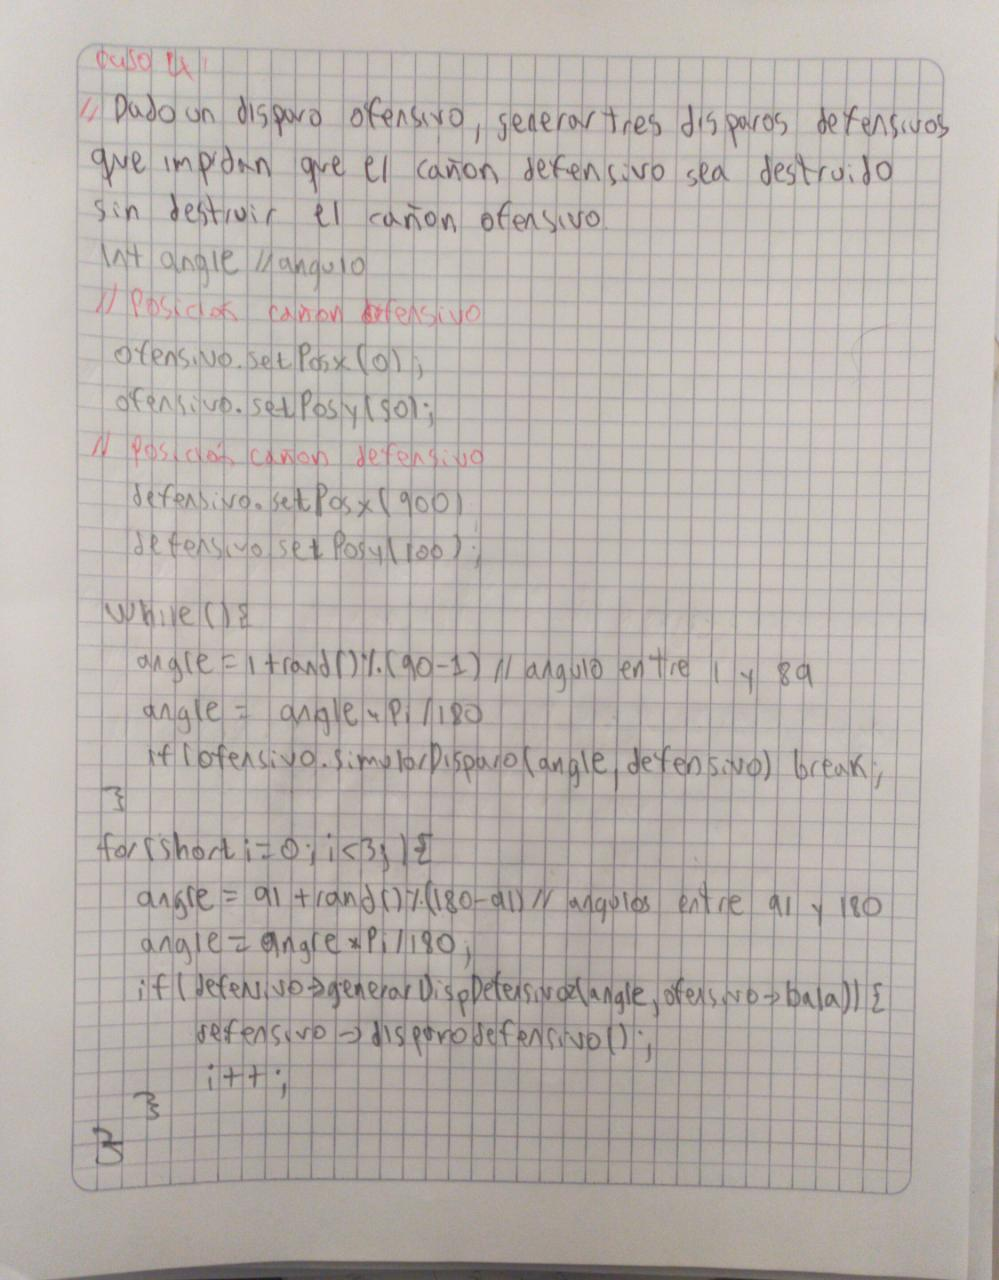 caso 4:
// Dado un disparo ofensivo, generar tres disparos defensivos
que impidan que el cañon defensivo sea destruido
sin destruir el cañon ofensivo.
Int angle //angulo
// Posición cañon ofensivo
ofensivo.setPosx(0);
ofensivo.setPosy(50);
// posición cañon defensivo
defensivo.setPosx(900)
defensivo.setPosy(100);
while(){
angle = 1+rand()%(90-1) // angulo entre 1 y 89
angle = angle * Pi/180
if(ofensivo.simularDisparo(angle, defensivo) break;
}
for(short i=0; i<3;){
angle = 91 + rand()%(180-91) // angulos entre 91 y 180
angle = angle * Pi/180;
if(defensivo->generarDispDefensivo2(angle, ofensivo->bala)){
defensivo->disparodefensivo();
i++;
}
}